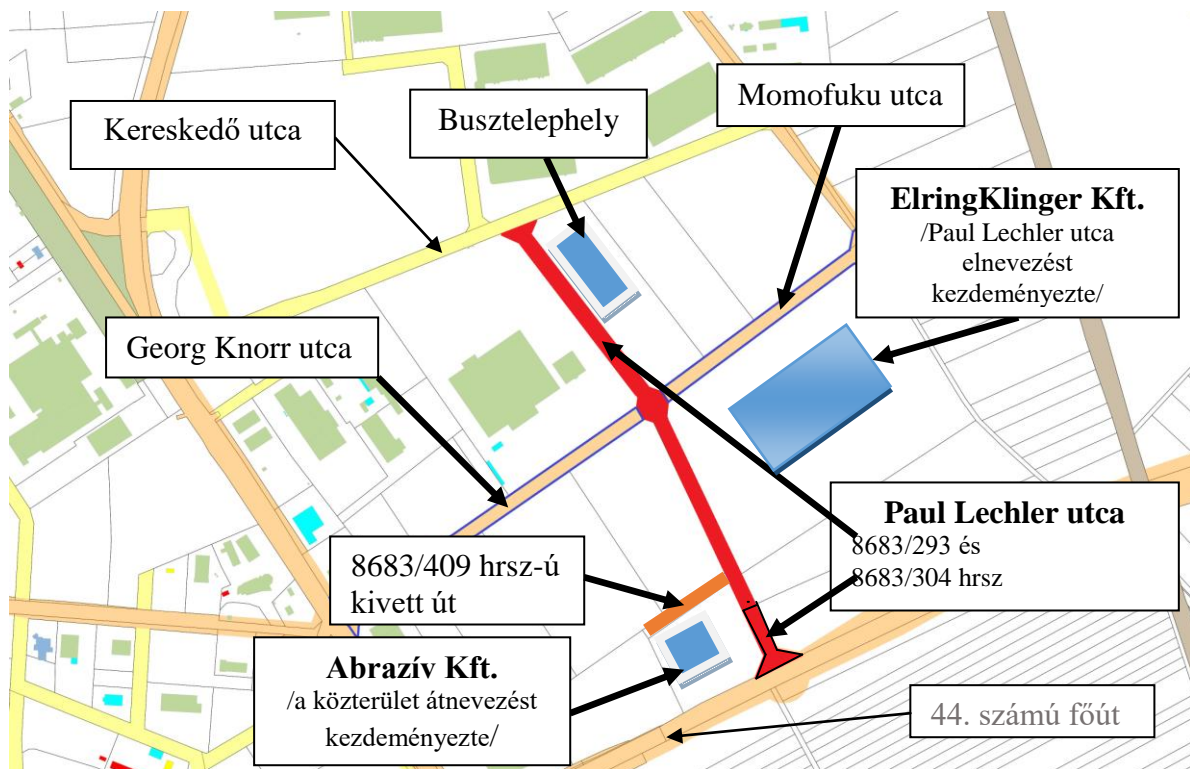 Momofuku utca
Busztelephely
Kereskedő utca
ElringKlinger Kft.
/Paul Lechler utca
elnevezést
kezdeményezte/
Georg Knorr utca
Paul Lechler utca
8683/293 és
8683/304 hrsz
8683/409 hrsz-ú
kivett út
Abrazív Kft.
/a közterület átnevezést
kezdeményezte/
44. számú főút